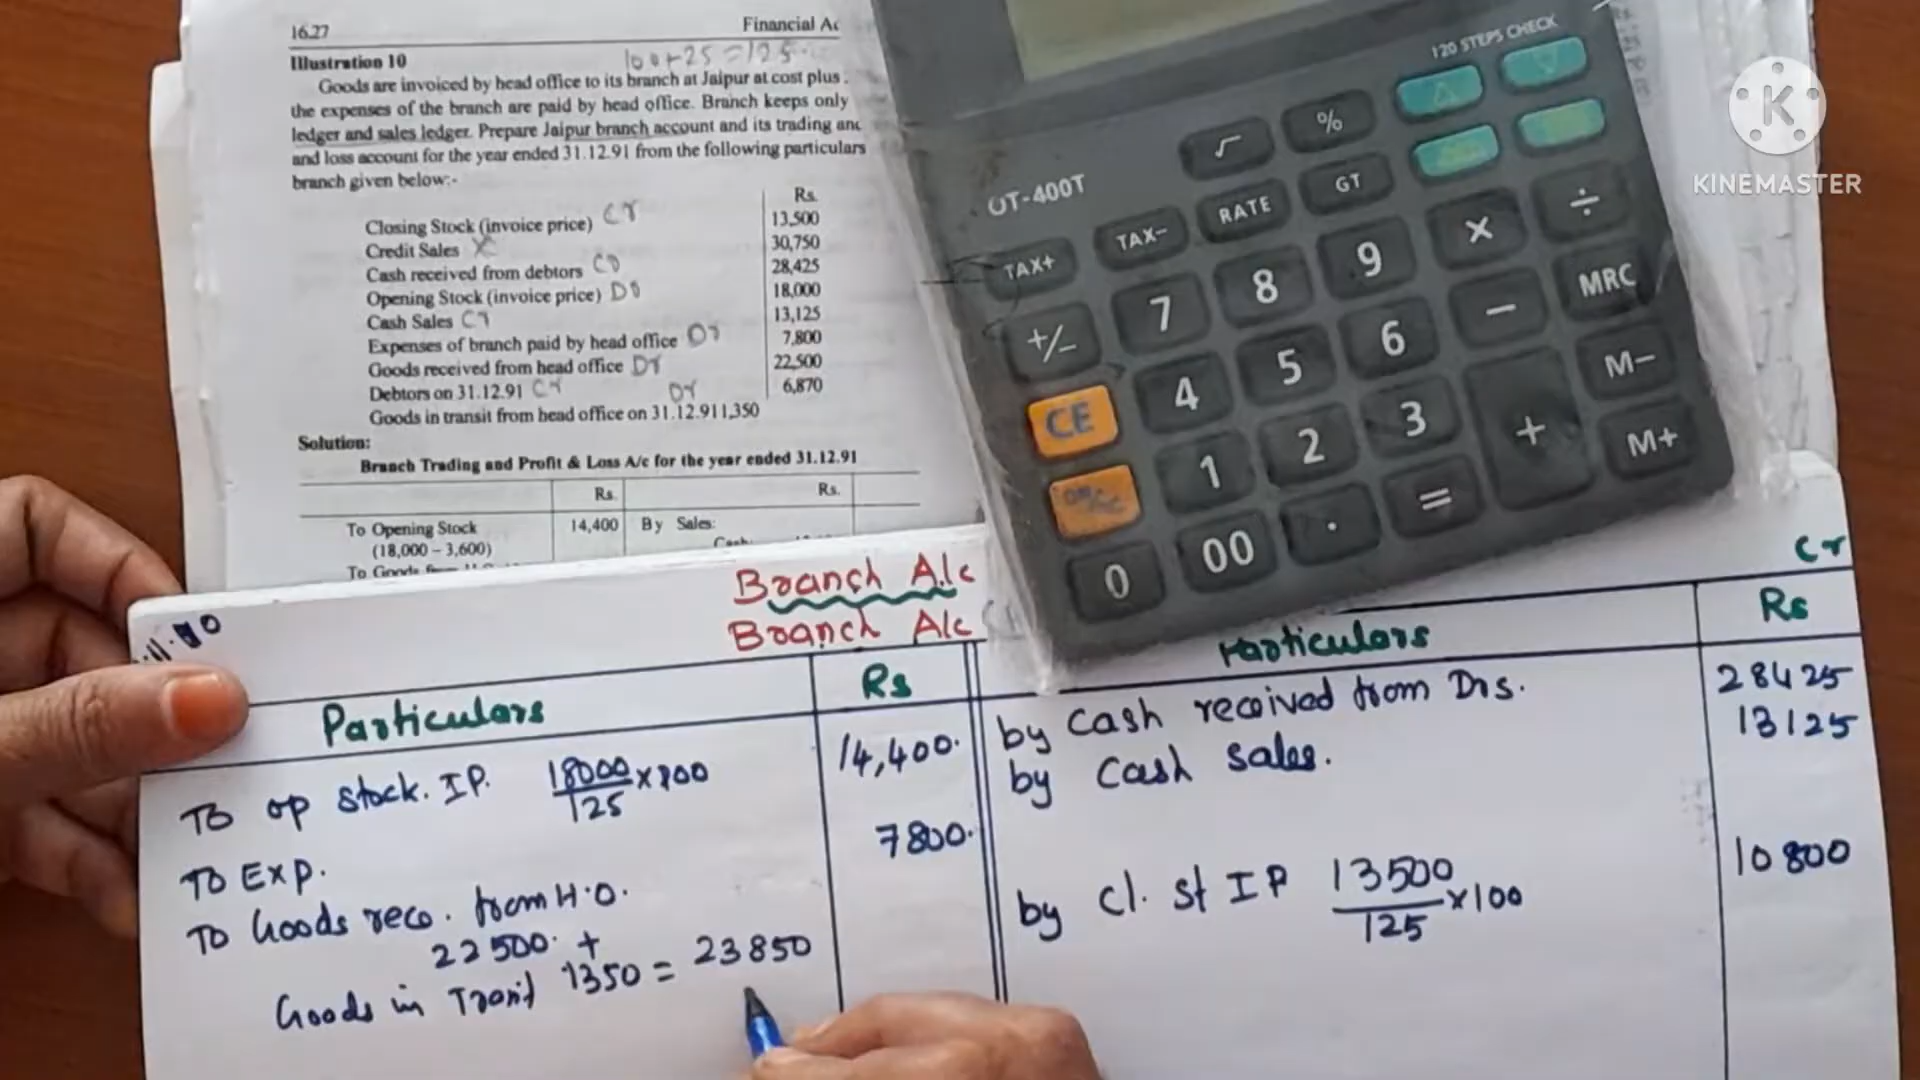 16.27 Financial Ac
Illustration 10 100+25=125.
Goods are invoiced by head office to its branch at Jaipur at cost plus
the expenses of the branch are paid by head office. Branch keeps only
ledger and sales ledger. Prepare Jaipur branch account and its trading and
and loss account for the year ended 31.12.91 from the following particulars
branch given below:-
Rs.
Closing Stock (invoice price) Cr 13,500
Credit Sales X 30,750
Cash received from debtors 28,425
Opening Stock (invoice price) Dr 18,000
Cash Sales Cr 13,125
Expenses of branch paid by head office Dr 7,800
Goods received from head office Dr 22,500
Debtors on 31.12.91 Cr 6,870
Dr
Goods in transit from head office on 31.12.911,350
Solution:
Branch Trading and Profit & Loss A/c for the year ended 31.12.91
Rs. Rs.
To Opening Stock 14,400 By Sales:
(18,000 – 3,600) Cash:
To Goods
120 STEPS CHECK
UT-400T
√ %
TAX+ TAX− RATE GT
+/− 7 8 9 × ÷
CE 4 5 6 − MRC
1 2 3 + M−
0 00 . = M+
KINEMASTER
Branch A/c
Branch A/c
Cr
Particulars Rs Particulars Rs
To op stock. I.P. 18000/125 x 100 14,400. by Cash received from Drs. 28425
by Cash Sales. 13125
To Exp. 7800.
To Goods rece. from H.O. by Cl. st I P 13500/125 x100 10800
22500. +
Goods in Transit 1350 = 23850